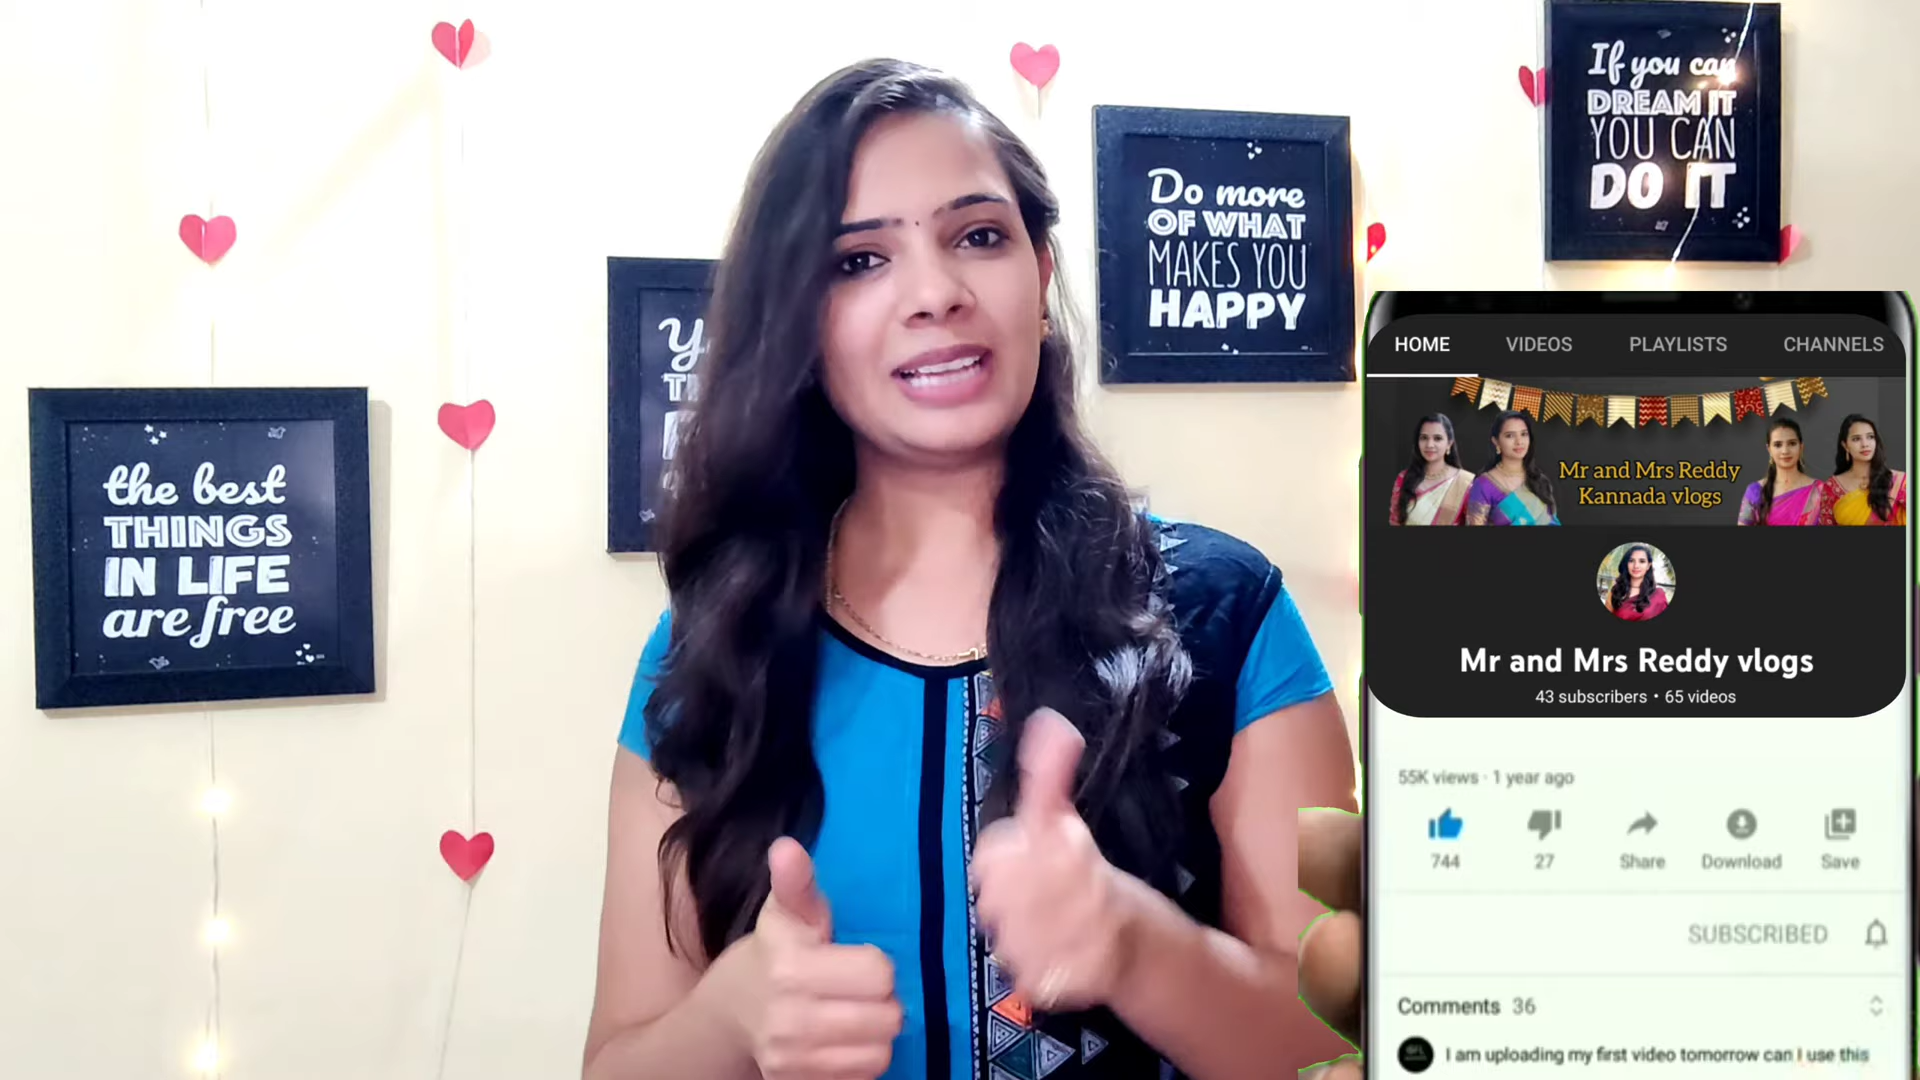 the best
THINGS
IN LIFE
are free
Do more
OF WHAT
MAKES YOU
HAPPY
If you can
DREAM IT
YOU CAN
DO IT
HOME VIDEOS PLAYLISTS CHANNELS
Mr and Mrs Reddy
Kannada vlogs
Mr and Mrs Reddy vlogs
43 subscribers • 65 videos
55K views · 1 year ago
744 27 Share Download Save
SUBSCRIBED
Comments 36
I am uploading my first video tomorrow can I use this